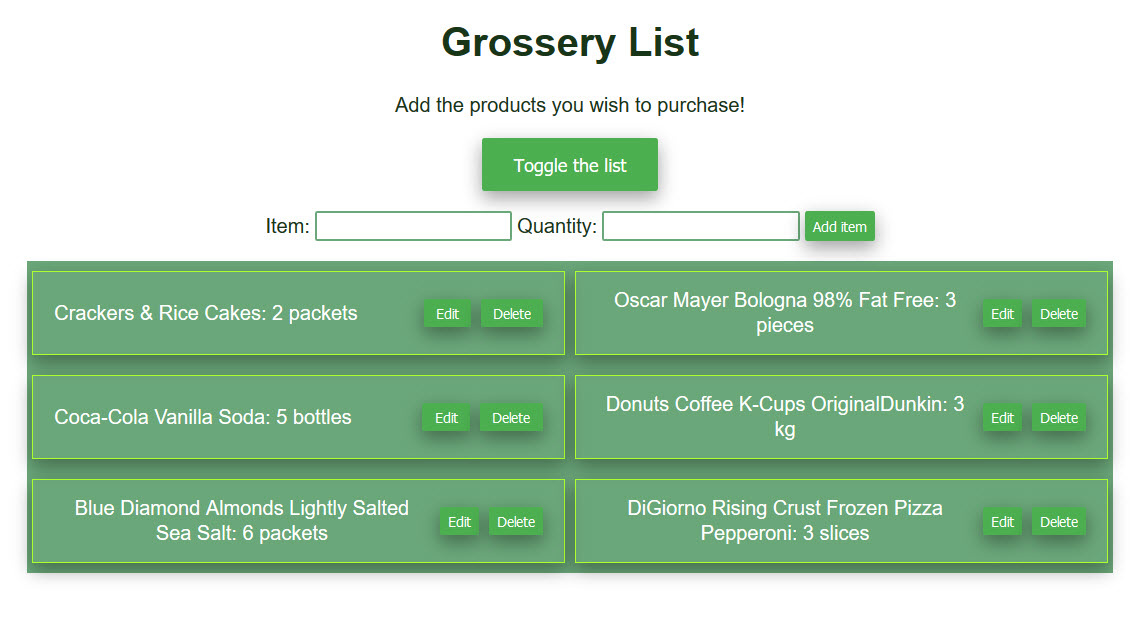 Grossery List
Add the products you wish to purchase!
Toggle the list
Item: Quantity: Add item
Crackers & Rice Cakes: 2 packets Edit Delete
Oscar Mayer Bologna 98% Fat Free: 3
pieces Edit Delete
Coca-Cola Vanilla Soda: 5 bottles Edit Delete
Donuts Coffee K-Cups OriginalDunkin: 3
kg Edit Delete
Blue Diamond Almonds Lightly Salted
Sea Salt: 6 packets Edit Delete
DiGiorno Rising Crust Frozen Pizza
Pepperoni: 3 slices Edit Delete